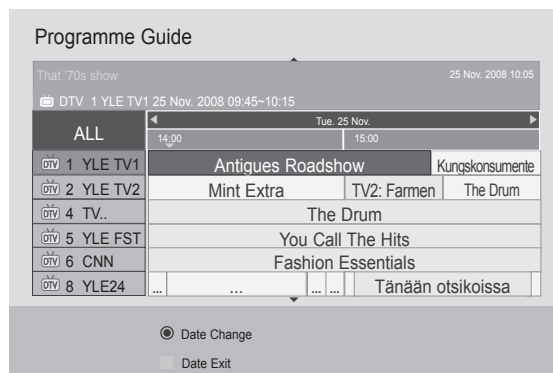 Programme Guide
That '70s show 25 Nov. 2008 10:05
DTV 1 YLE TV1 25 Nov. 2008 09:45~10:15
ALL
Tue. 25 Nov.
14:00 15:00
DTV 1 YLE TV1 Antigues Roadshow Kungskonsumente
DTV 2 YLE TV2 Mint Extra TV2: Farmen The Drum
DTV 4 TV.. The Drum
DTV 5 YLE FST You Call The Hits
DTV 6 CNN Fashion Essentials
DTV 8 YLE24 ... ... ... ... Tänään otsikoissa
Date Change
Date Exit